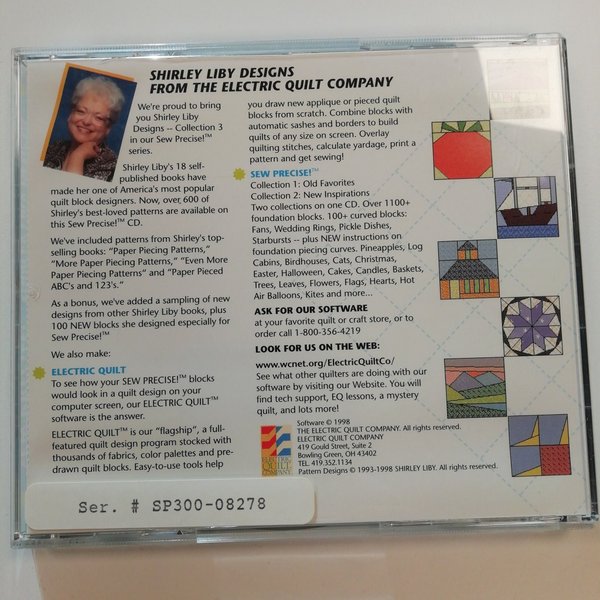 SHIRLEY LIBY DESIGNS
FROM THE ELECTRIC QUILT COMPANY
We're proud to bring
you Shirley Liby
Designs -- Collection 3
in our Sew Precise!™
series.
Shirley Liby's 18 self-
published books have
made her one of America's most popular
quilt block designers. Now, over 600 of
Shirley's best-loved patterns are available on
this Sew Precise!™ CD.
We've included patterns from Shirley's top-
selling books: "Paper Piecing Patterns,"
"More Paper Piecing Patterns," "Even More
Paper Piecing Patterns" and "Paper Pieced
ABC's and 123's."
As a bonus, we've added a sampling of new
designs from other Shirley Liby books, plus
100 NEW blocks she designed especially for
Sew Precise!™
We also make:
ELECTRIC QUILT
To see how your SEW PRECISE!™ blocks
would look in a quilt design on your
computer screen, our ELECTRIC QUILT™
software is the answer.
ELECTRIC QUILT™ is our "flagship", a full-
featured quilt design program stocked with
thousands of fabrics, color palettes and pre-
drawn quilt blocks. Easy-to-use tools help
you draw new applique or pieced quilt
blocks from scratch. Combine blocks with
automatic sashes and borders to build
quilts of any size on screen. Overlay
quilting stitches, calculate yardage, print a
pattern and get sewing!
SEW PRECISE!™
Collection 1: Old Favorites
Collection 2: New Inspirations
Two collections on one CD. Over 1100+
foundation blocks. 100+ curved blocks:
Fans, Wedding Rings, Pickle Dishes,
Starbursts -- plus NEW instructions on
foundation piecing curves. Pineapples, Log
Cabins, Birdhouses, Cats, Christmas,
Easter, Halloween, Cakes, Candles, Baskets,
Trees, Leaves, Flowers, Flags, Hearts, Hot
Air Balloons, Kites and more...
ASK FOR OUR SOFTWARE
at your favorite quilt or craft store, or to
order call 1-800-356-4219
LOOK FOR US ON THE WEB:
www.wcnet.org/ElectricQuiltCo/
See what other quilters are doing with our
software by visiting our Website. You will
find tech support, EQ lessons, a mystery
quilt, and lots more!
ELECTRIC
QUILT
COMPANY
Software © 1998
THE ELECTRIC QUILT COMPANY. All rights reserved.
ELECTRIC QUILT COMPANY
419 Gould Street, Suite 2
Bowling Green, OH 43402
TEL. 419.352.1134
Pattern Designs © 1993-1998 SHIRLEY LIBY. All rights reserved.
Ser. # SP300-08278